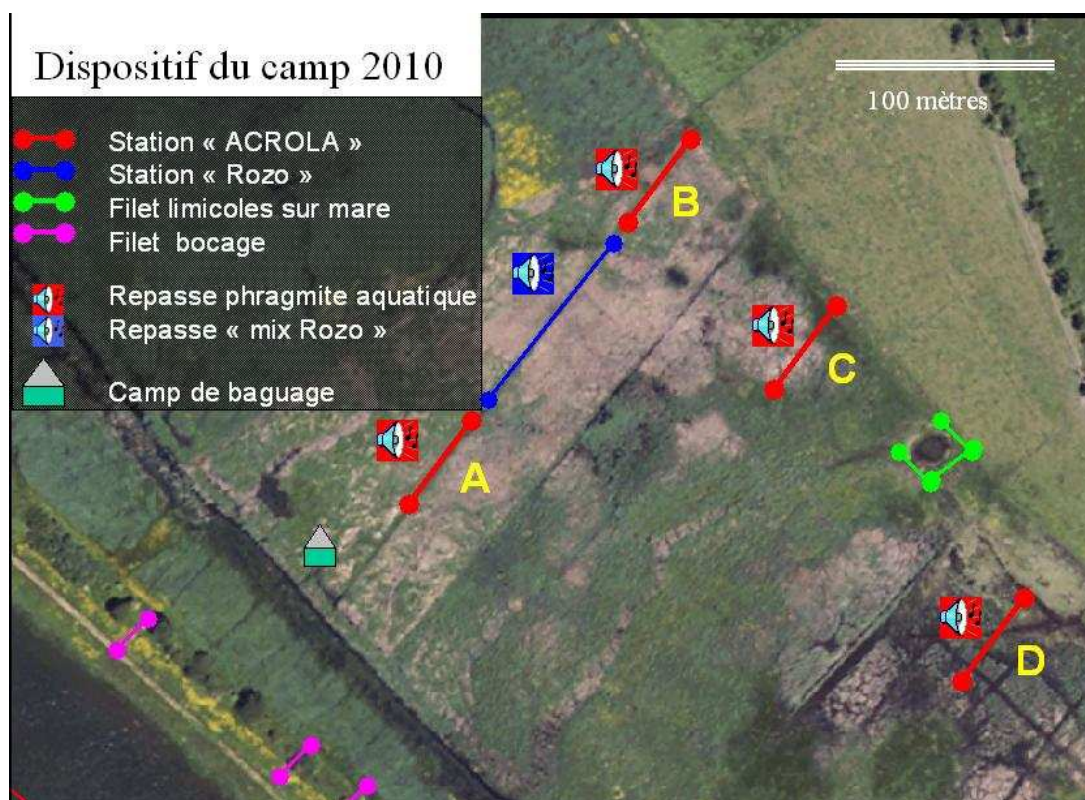 Dispositif du camp 2010
100 mètres
Station « ACROLA »
Station « Rozo »
Filet limicoles sur mare
Filet bocage
Repasse phragmite aquatique
Repasse « mix Rozo »
Camp de baguage
B
C
A
D